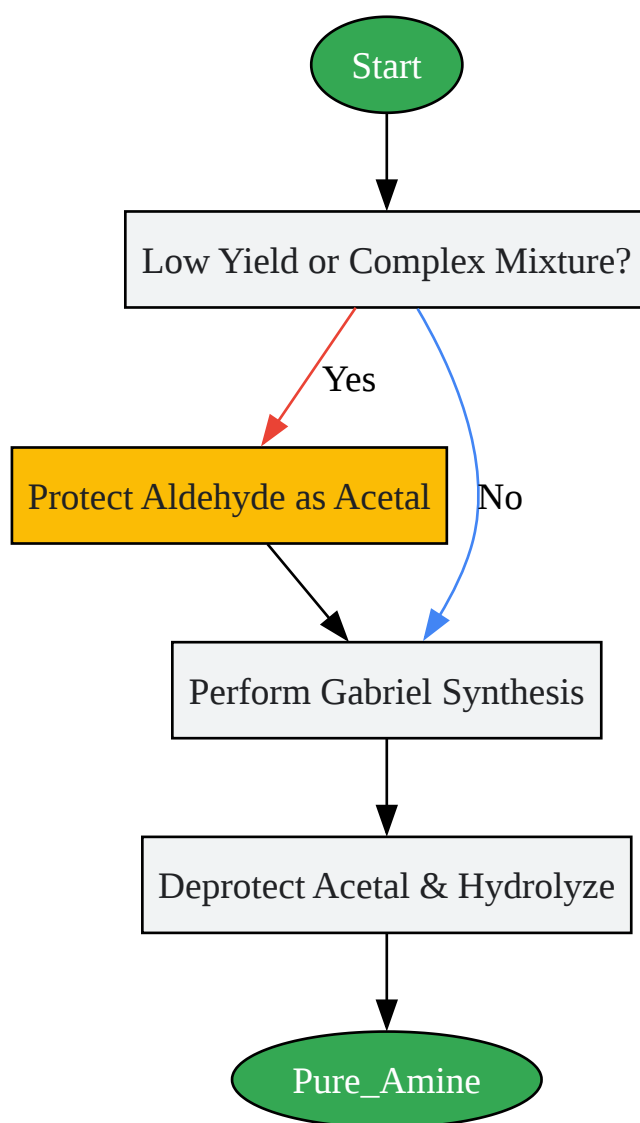 Start
Low Yield or Complex Mixture?
Yes
Protect Aldehyde as Acetal
No
Perform Gabriel Synthesis
Deprotect Acetal & Hydrolyze
Pure_Amine